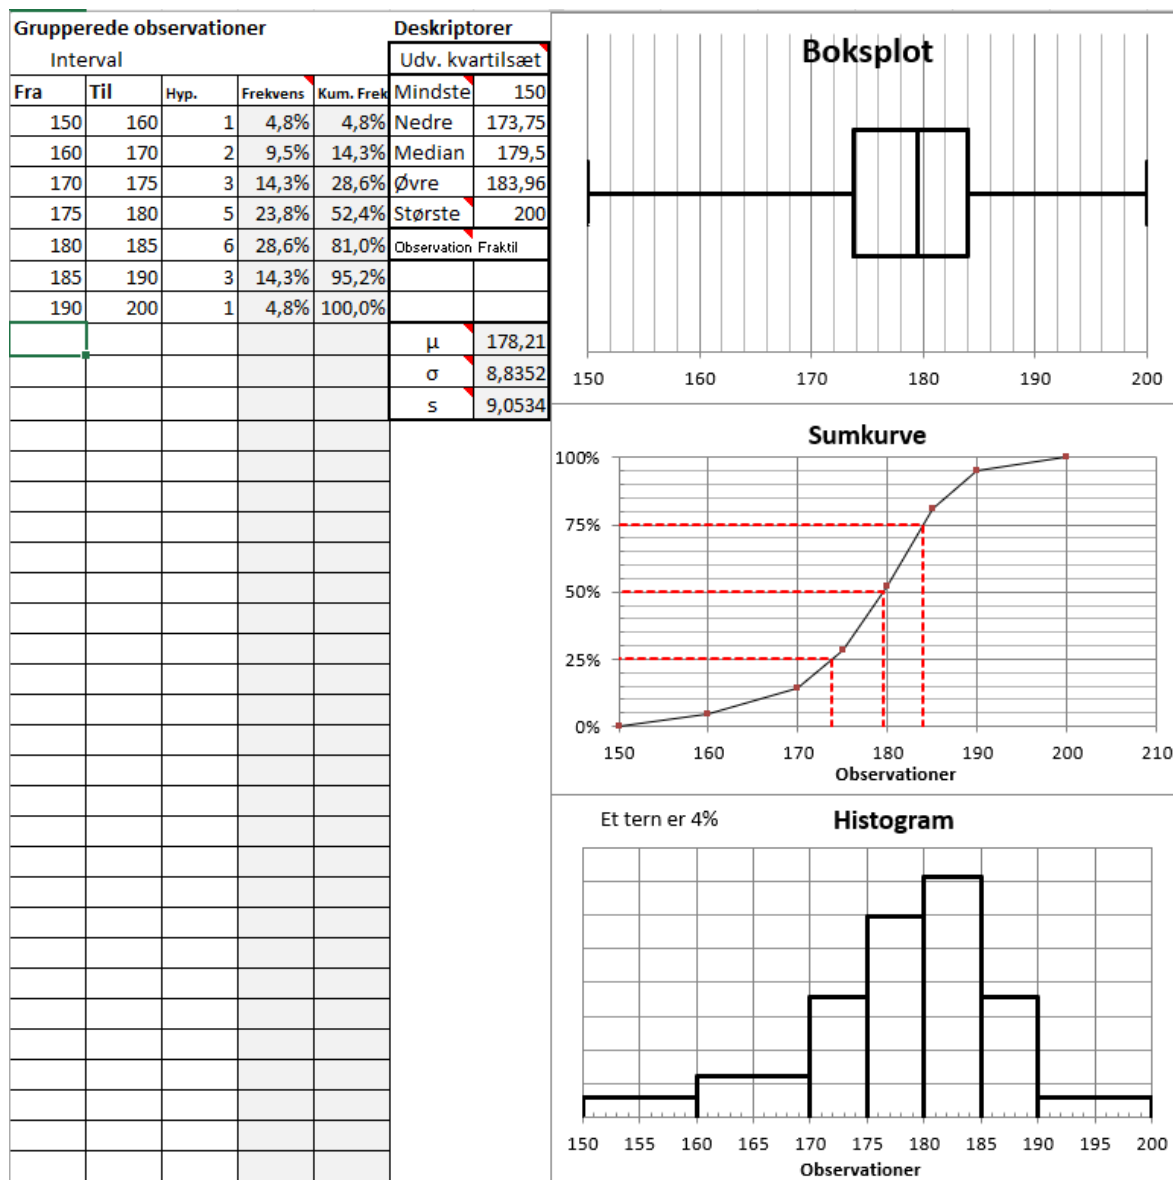 Grupperede observationer
Interval
Fra Til Hyp. Frekvens Kum. Frek
150 160 1 4,8% 4,8%
160 170 2 9,5% 14,3%
170 175 3 14,3% 28,6%
175 180 5 23,8% 52,4%
180 185 6 28,6% 81,0%
185 190 3 14,3% 95,2%
190 200 1 4,8% 100,0%
Deskriptorer
Udv. kvartilsæt
Mindste 150
Nedre 173,75
Median 179,5
Øvre 183,96
Største 200
Observation Fraktil
μ 178,21
σ 8,8352
s 9,0534
Boksplot
150 160 170 180 190 200
Sumkurve
100%
75%
50%
25%
0%
150 160 170 180 190 200 210
Observationer
Et tern er 4%
Histogram
150 155 160 165 170 175 180 185 190 195 200
Observationer